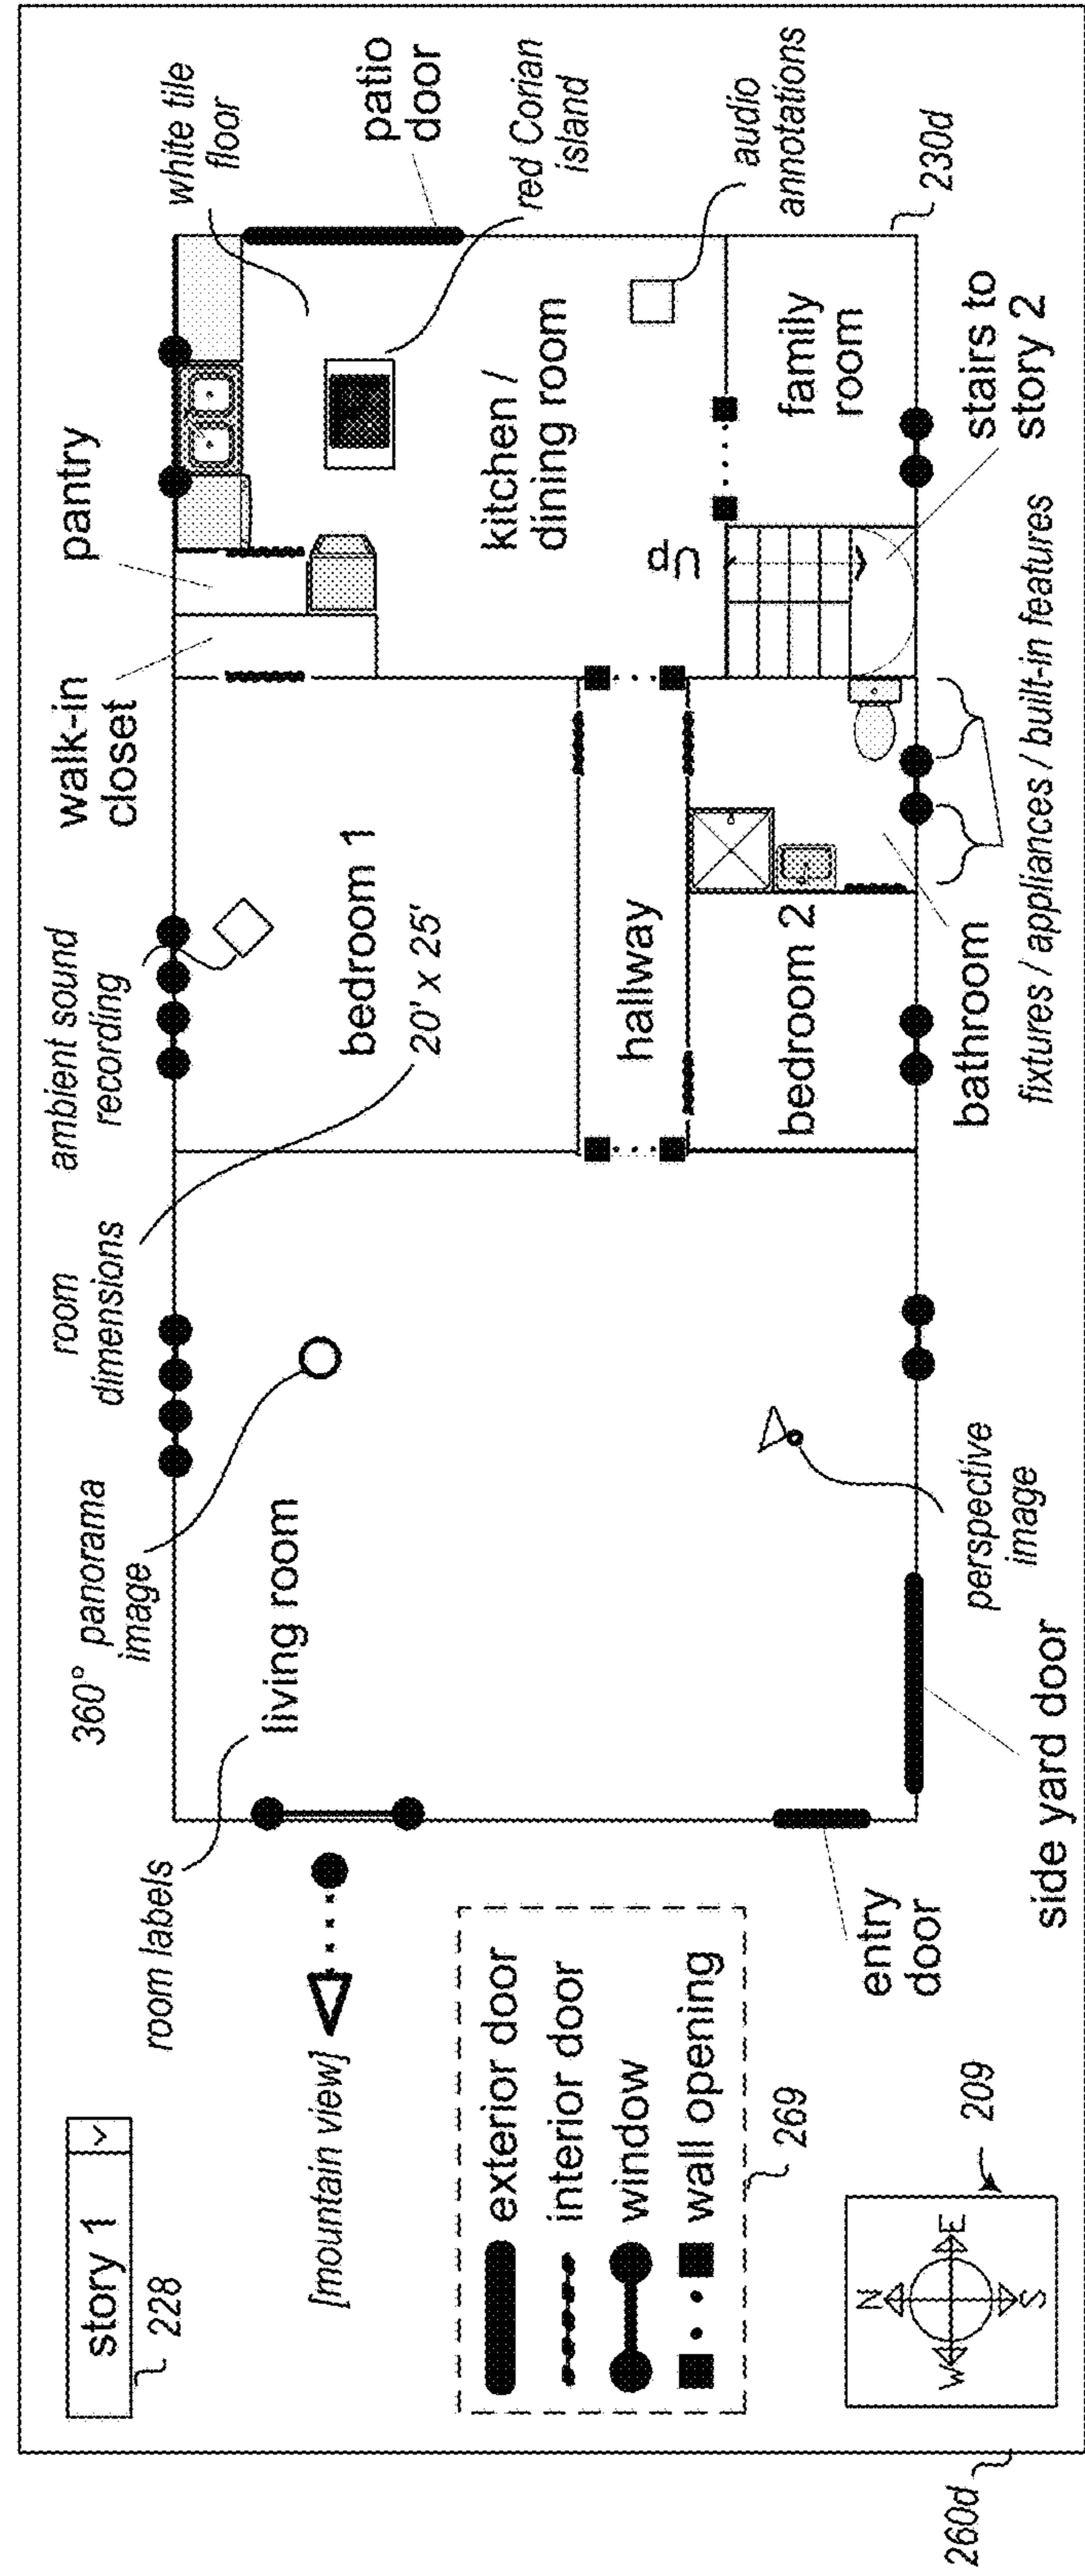 story 1
228
room labels
360° panorama
image
room
dimensions
ambient sound
recording
walk-in
closet
pantry
white tile
floor
patio
door
red Corian
island
audio
annotations
[mountain view]
living room
bedroom 1
20' x 25'
kitchen /
dining room
up
hallway
bedroom 2
family
room
230d
exterior door
interior door
window
wall opening
269
entry
door
side yard door
perspective
image
bathroom
stairs to
story 2
fixtures / appliances / built-in features
N
W
E
S
209
260d